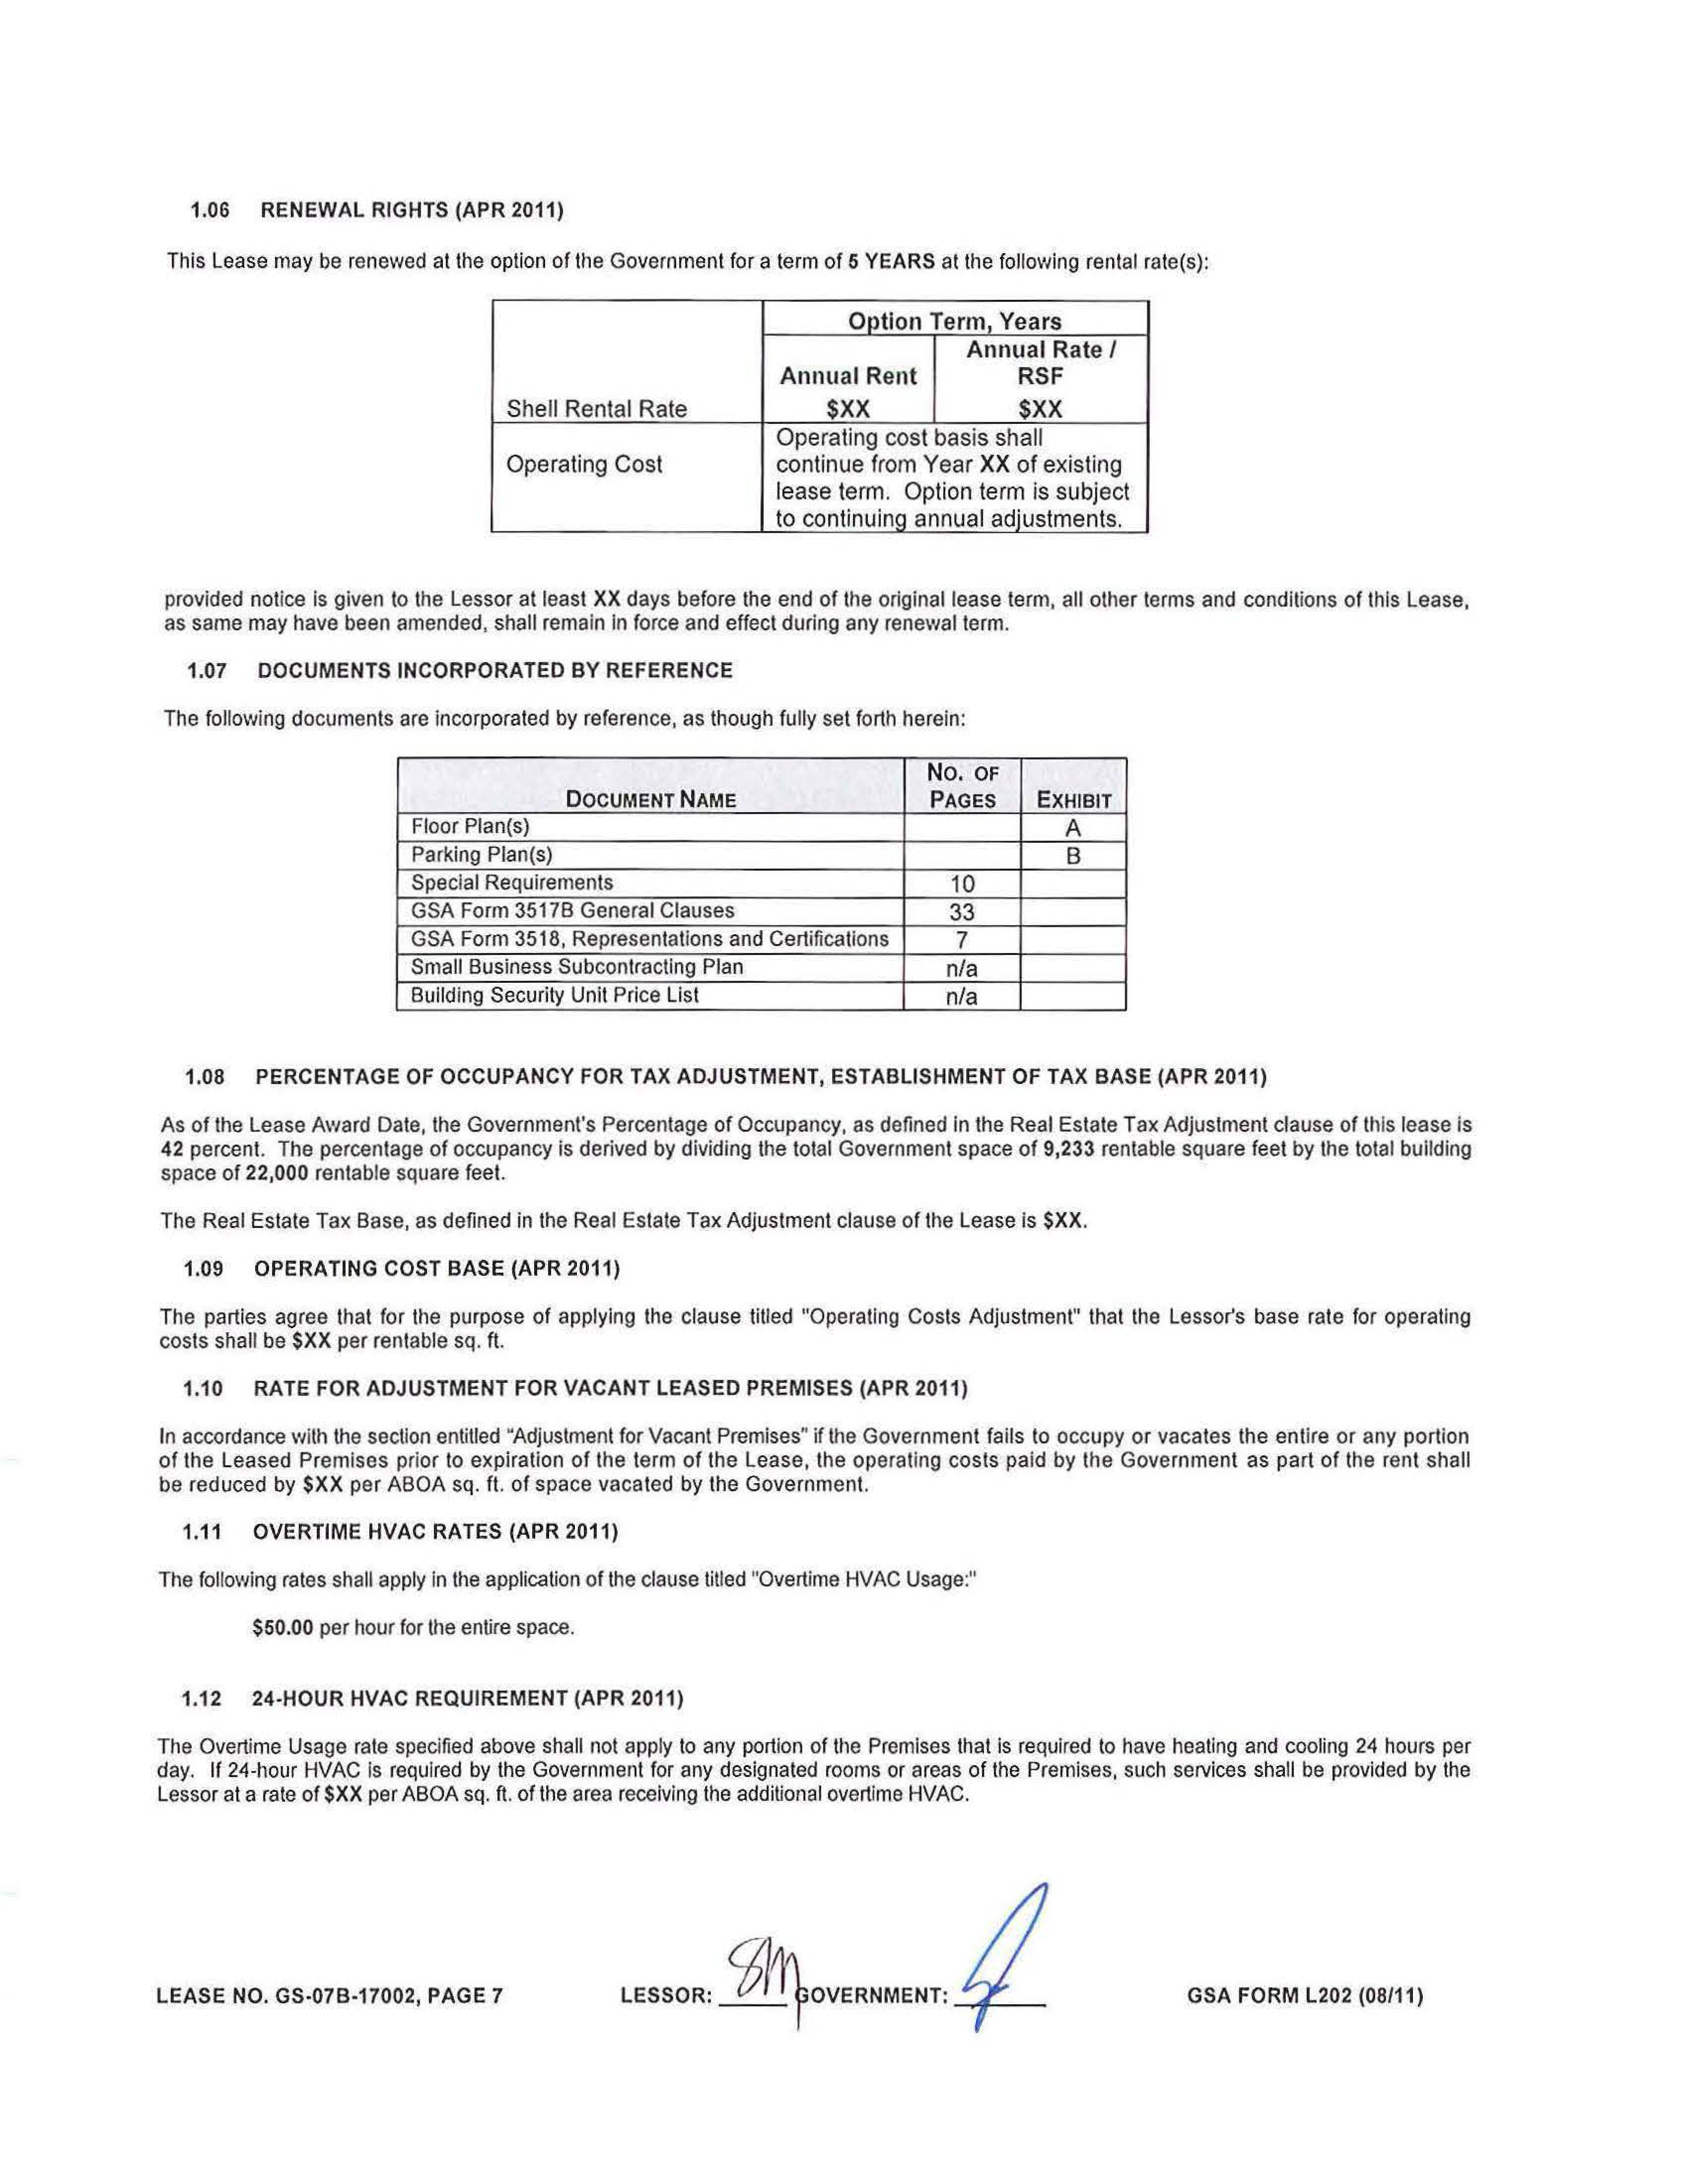 1.06 RENEWAL RIGHTS (APR 2011)
This Lease may be renewed at the option of the Government for a term of 5 YEARS at the following rental rate(s):
Option Term, Years
Annual Rate /
Annual Rent RSF
Shell Rental Rate $XX $XX
Operating cost basis shall
Operating Cost continue from Year XX of existing
lease term. Option term is subject
to continuing annual adjustments.
provided notice is given to the Lessor at least XX days before the end of the original lease term, all other terms and conditions of this Lease,
as same may have been amended, shall remain in force and effect during any renewal term.
1.07 DOCUMENTS INCORPORATED BY REFERENCE
The following documents are incorporated by reference, as though fully set forth herein:
NO. OF
DOCUMENT NAME PAGES EXHIBIT
Floor Plan(s) A
Parking Plan(s) B
Special Requirements 10
GSA Form 3517B General Clauses 33
GSA Form 3518, Representations and Certifications 7
Small Business Subcontracting Plan n/a
Building Security Unit Price List n/a
1.08 PERCENTAGE OF OCCUPANCY FOR TAX ADJUSTMENT, ESTABLISHMENT OF TAX BASE (APR 2011)
As of the Lease Award Date, the Government's Percentage of Occupancy, as defined in the Real Estate Tax Adjustment clause of this lease is
42 percent. The percentage of occupancy is derived by dividing the total Government space of 9,233 rentable square feet by the total building
space of 22,000 rentable square feet.
The Real Estate Tax Base, as defined in the Real Estate Tax Adjustment clause of the Lease is $XX.
1.09 OPERATING COST BASE (APR 2011)
The parties agree that for the purpose of applying the clause titled "Operating Costs Adjustment" that the Lessor's base rate for operating
costs shall be $XX per rentable sq. ft.
1.10 RATE FOR ADJUSTMENT FOR VACANT LEASED PREMISES (APR 2011)
In accordance with the section entitled "Adjustment for Vacant Premises" if the Government fails to occupy or vacates the entire or any portion
of the Leased Premises prior to expiration of the term of the Lease, the operating costs paid by the Government as part of the rent shall
be reduced by $XX per ABOA sq. ft. of space vacated by the Government.
1.11 OVERTIME HVAC RATES (APR 2011)
The following rates shall apply in the application of the clause titled "Overtime HVAC Usage:"
$50.00 per hour for the entire space.
1.12 24-HOUR HVAC REQUIREMENT (APR 2011)
The Overtime Usage rate specified above shall not apply to any portion of the Premises that is required to have heating and cooling 24 hours per
day. If 24-hour HVAC is required by the Government for any designated rooms or areas of the Premises, such services shall be provided by the
Lessor at a rate of $XX per ABOA sq. ft. of the area receiving the additional overtime HVAC.
LEASE NO. GS-07B-17002, PAGE 7 LESSOR: SM GOVERNMENT: GSA FORM L202 (08/11)